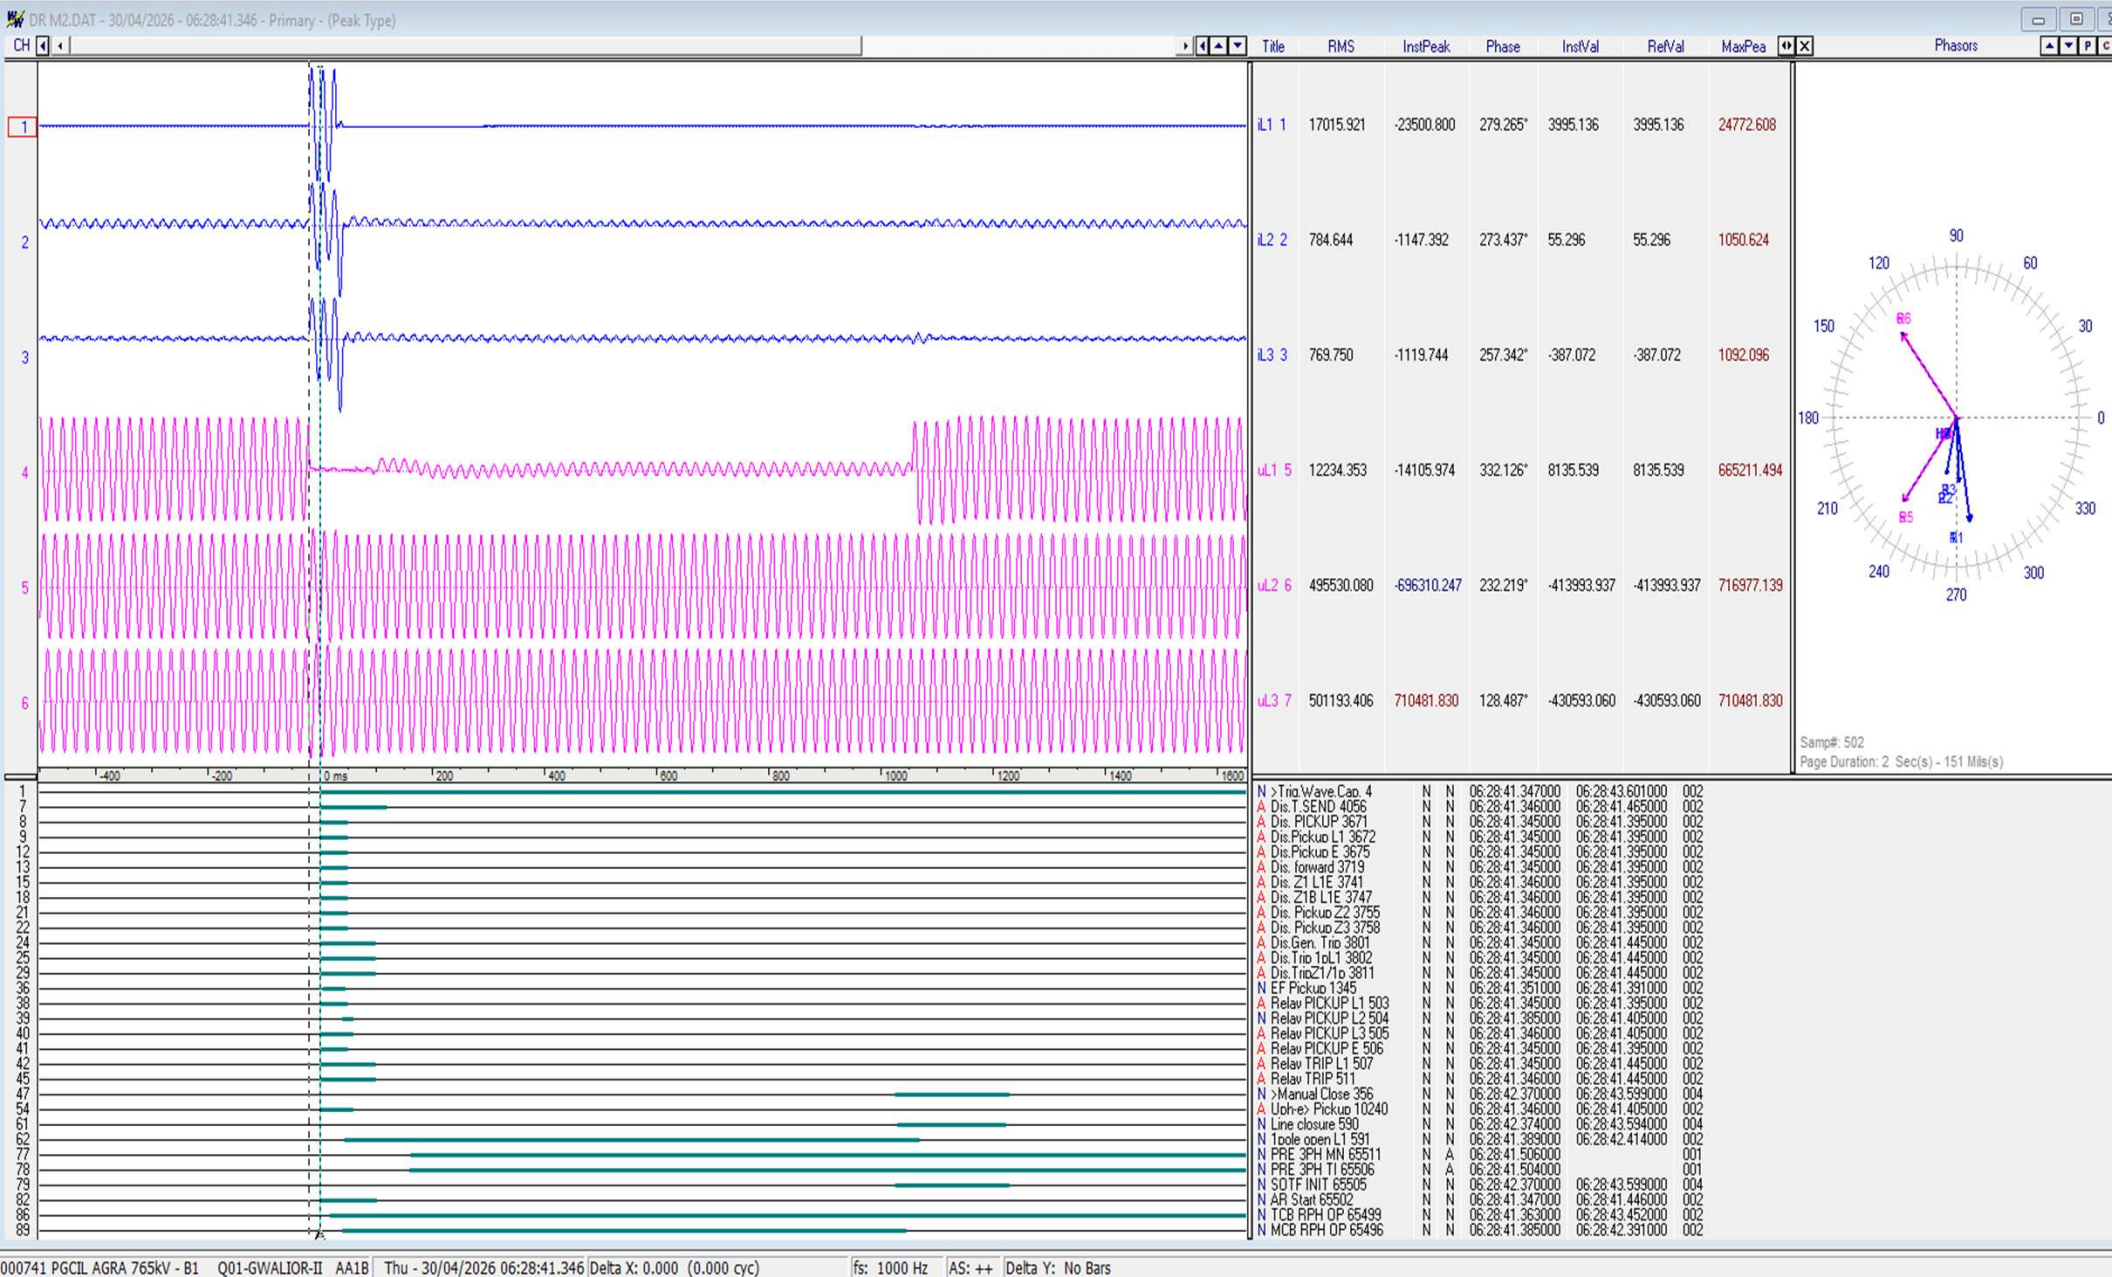 DR M2.DAT - 30/04/2026 - 06:28:41.346 - Primary - (Peak Type)
CH Title RMS InstPeak Phase InstVal RefVal MaxPea Phasors P C
1 iL1 1 17015.921 -23500.800 279.265° 3995.136 3995.136 24772.608
2 iL2 2 784.644 -1147.392 273.437° 55.296 55.296 1050.624
3 iL3 3 769.750 -1119.744 257.342° -387.072 -387.072 1092.096
4 uL1 5 12234.353 -14105.974 332.126° 8135.539 8135.539 665211.494
5 uL2 6 495530.080 -696310.247 232.219° -413993.937 -413993.937 716977.139
6 uL3 7 501193.406 710481.830 128.487° -430593.060 -430593.060 710481.830
90
120 60
150 30
180 0
210 330
240 300
270
Samp#: 502
Page Duration: 2 Sec(s) - 151 Mils(s)
-400 -200 0 ms 200 400 600 800 1000 1200 1400 1600
1 N >Trig.Wave.Cap. 4 N N 06:28:41.347000 06:28:43.601000 002
7 A Dis.T.SEND 4056 N N 06:28:41.346000 06:28:41.465000 002
8 A Dis. PICKUP 3671 N N 06:28:41.345000 06:28:41.395000 002
9 A Dis.Pickup L1 3672 N N 06:28:41.345000 06:28:41.395000 002
12 A Dis.Pickup E 3675 N N 06:28:41.345000 06:28:41.395000 002
13 A Dis. forward 3719 N N 06:28:41.345000 06:28:41.395000 002
15 A Dis. Z1 L1E 3741 N N 06:28:41.346000 06:28:41.395000 002
18 A Dis. Z1B L1E 3747 N N 06:28:41.346000 06:28:41.395000 002
21 A Dis. Pickup Z2 3755 N N 06:28:41.346000 06:28:41.395000 002
22 A Dis. Pickup Z3 3758 N N 06:28:41.346000 06:28:41.395000 002
24 A Dis.Gen. Trip 3801 N N 06:28:41.345000 06:28:41.445000 002
25 A Dis.Trip 1pL1 3802 N N 06:28:41.345000 06:28:41.445000 002
29 A Dis.TripZ1/1p 3811 N N 06:28:41.345000 06:28:41.445000 002
36 N EF Pickup 1345 N N 06:28:41.351000 06:28:41.391000 002
38 A Relay PICKUP L1 503 N N 06:28:41.345000 06:28:41.395000 002
39 N Relay PICKUP L2 504 N N 06:28:41.385000 06:28:41.405000 002
40 A Relay PICKUP L3 505 N N 06:28:41.346000 06:28:41.405000 002
41 A Relay PICKUP E 506 N N 06:28:41.345000 06:28:41.395000 002
42 A Relay TRIP L1 507 N N 06:28:41.345000 06:28:41.445000 002
45 A Relay TRIP 511 N N 06:28:41.346000 06:28:41.445000 002
47 N >Manual Close 356 N N 06:28:42.370000 06:28:43.599000 004
54 A Uph-e> Pickup 10240 N N 06:28:41.346000 06:28:41.405000 002
61 N Line closure 590 N N 06:28:42.374000 06:28:43.594000 004
62 N 1pole open L1 591 N N 06:28:41.389000 06:28:42.414000 002
77 N PRE 3PH MN 65511 N A 06:28:41.506000 001
78 N PRE 3PH TI 65506 N A 06:28:41.504000 001
79 N SOTF INIT 65505 N N 06:28:42.370000 06:28:43.599000 004
82 N AR Start 65502 N N 06:28:41.347000 06:28:41.446000 002
86 N TCB RPH OP 65499 N N 06:28:41.363000 06:28:43.452000 002
89 N MCB RPH OP 65496 N N 06:28:41.385000 06:28:42.391000 002
000741 PGCIL AGRA 765kV - B1 Q01-GWALIOR-II AA1B Thu - 30/04/2026 06:28:41.346 Delta X: 0.000 (0.000 cyc) fs: 1000 Hz AS: ++ Delta Y: No Bars